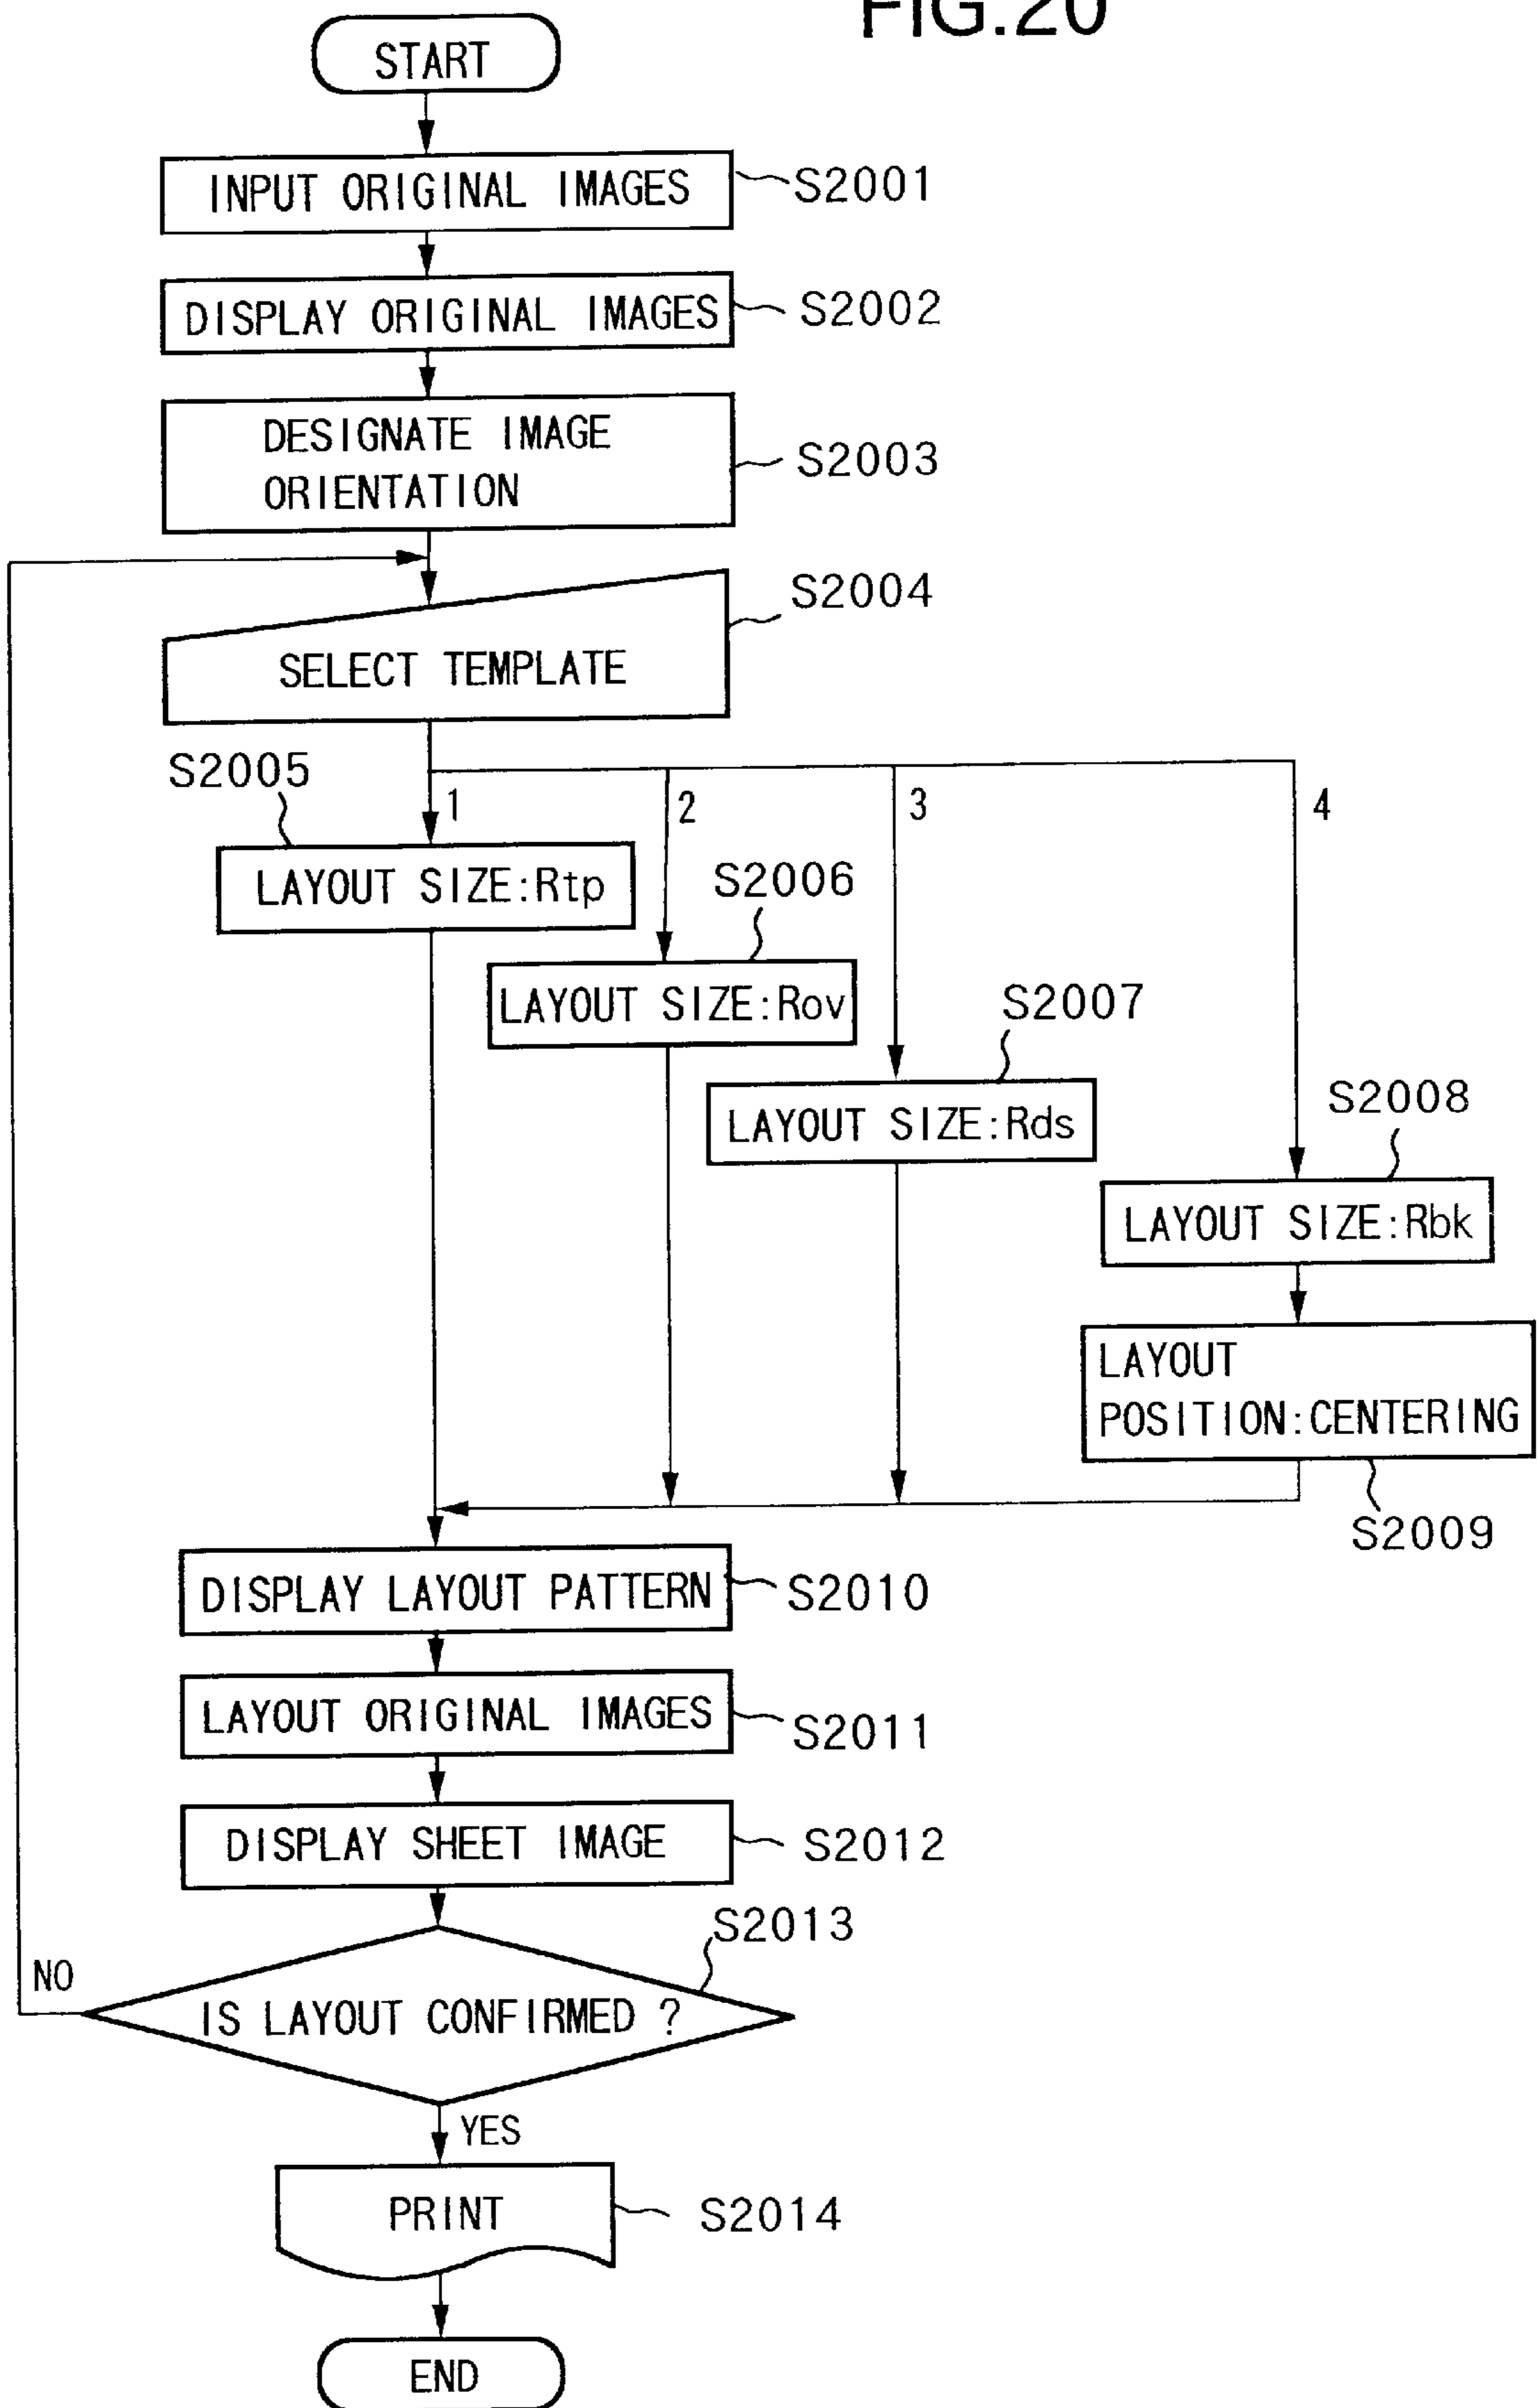 FIG.20
START
INPUT ORIGINAL IMAGES
S2001
DISPLAY ORIGINAL IMAGES
S2002
DESIGNATE IMAGE
ORIENTATION
S2003
S2004
SELECT TEMPLATE
S2005
1
2
3
4
LAYOUT SIZE:Rtp
S2006
LAYOUT SIZE:Rov
S2007
LAYOUT SIZE:Rds
S2008
LAYOUT SIZE:Rbk
LAYOUT
POSITION:CENTERING
S2009
DISPLAY LAYOUT PATTERN
S2010
LAYOUT ORIGINAL IMAGES
S2011
DISPLAY SHEET IMAGE
S2012
S2013
NO
IS LAYOUT CONFIRMED ?
YES
PRINT
S2014
END